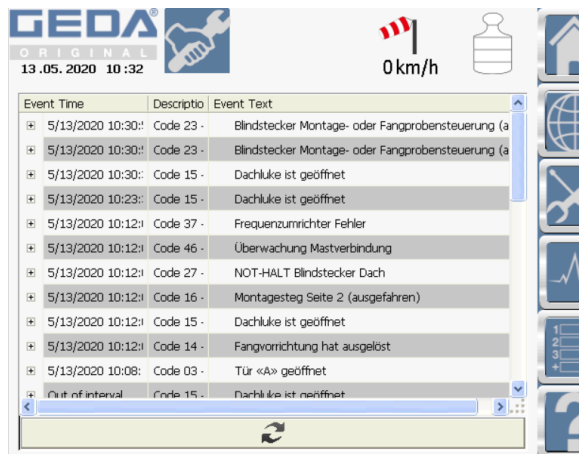 GEDA®
ORIGINAL
13.05.2020 10:32
0 km/h
Event Time Descriptio Event Text
5/13/2020 10:30: Code 23 - Blindstecker Montage- oder Fangprobensteuerung (a
5/13/2020 10:30: Code 23 - Blindstecker Montage- oder Fangprobensteuerung (a
5/13/2020 10:30: Code 15 - Dachluke ist geöffnet
5/13/2020 10:23: Code 15 - Dachluke ist geöffnet
5/13/2020 10:12: Code 37 - Frequenzumrichter Fehler
5/13/2020 10:12: Code 46 - Überwachung Mastverbindung
5/13/2020 10:12: Code 27 - NOT-HALT Blindstecker Dach
5/13/2020 10:12: Code 16 - Montagesteg Seite 2 (ausgefahren)
5/13/2020 10:12: Code 15 - Dachluke ist geöffnet
5/13/2020 10:12: Code 14 - Fangvorrichtung hat ausgelöst
5/13/2020 10:08: Code 03 - Tür «A» geöffnet
Out of interval Code 15 - Dachluke ist geöffnet
1
2
3
+
?